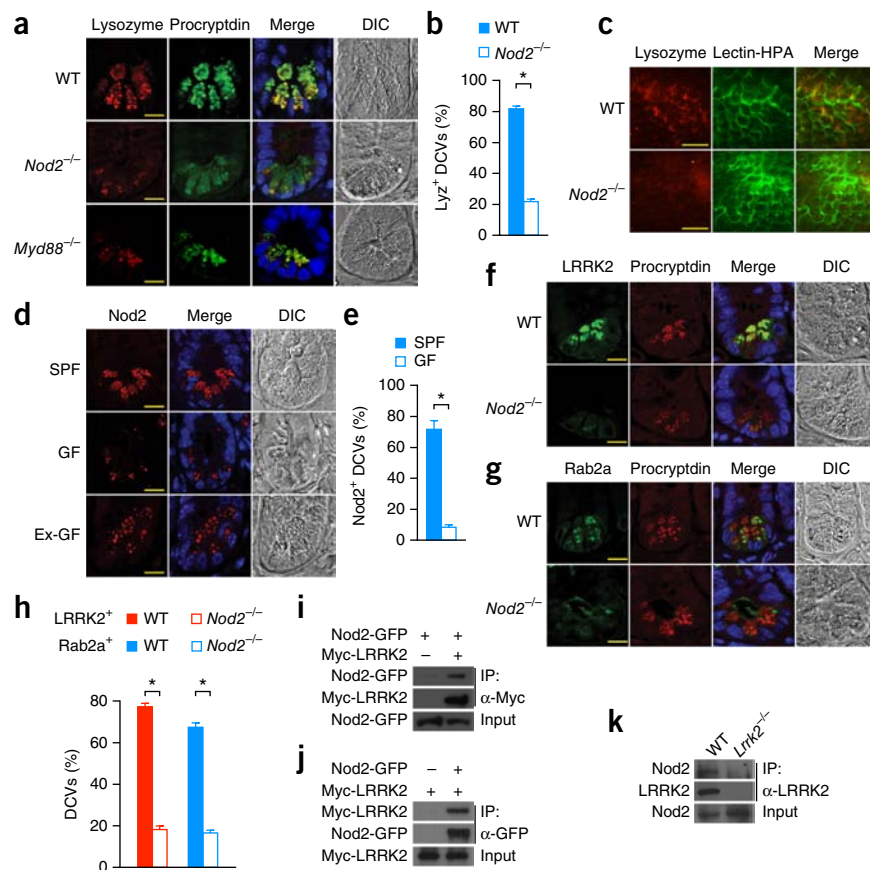 a
Lysozyme Procryptdin Merge DIC
WT
Nod2−/−
Myd88−/−
b
WT
Nod2−/−
*
100
80
60
40
20
0
Lyz+ DCVs (%)
c
Lysozyme Lectin-HPA Merge
WT
Nod2−/−
d
Nod2 Merge DIC
SPF
GF
Ex-GF
e
SPF
GF
100
80
*
60
40
20
0
Nod2+ DCVs (%)
f
LRRK2 Procryptdin Merge DIC
WT
Nod2−/−
g
Rab2a Procryptdin Merge DIC
WT
Nod2−/−
h
LRRK2+ WT Nod2−/−
Rab2a+ WT Nod2−/−
* *
80
60
40
20
0
DCVs (%)
i
Nod2-GFP + +
Myc-LRRK2 – +
Nod2-GFP IP:
Myc-LRRK2 α-Myc
Nod2-GFP Input
j
Nod2-GFP – +
Myc-LRRK2 + +
Myc-LRRK2 IP:
Nod2-GFP α-GFP
Myc-LRRK2 Input
k
WT Lrrk2−/−
Nod2 IP:
LRRK2 α-LRRK2
Nod2 Input